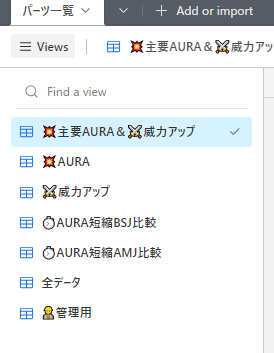 パーツ一覧 Add or import
Views 💥主要AURA＆⚔️威力アッ
Find a view
💥主要AURA＆⚔️威力アップ
💥AURA
⚔️威力アップ
⏱️AURA短縮BSJ比較
⏱️AURA短縮AMJ比較
全データ
👷管理用